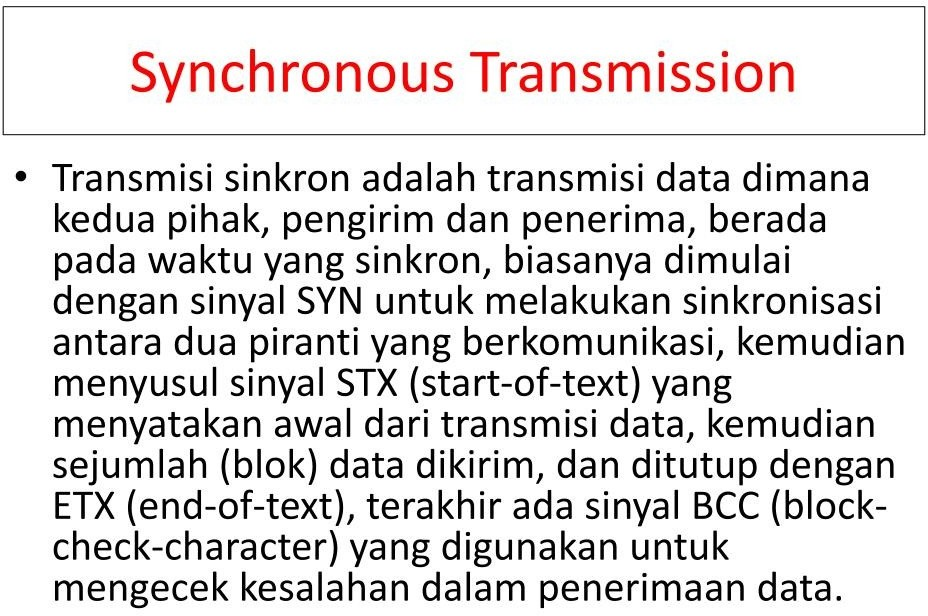 Synchronous Transmission
• Transmisi sinkron adalah transmisi data dimana
kedua pihak, pengirim dan penerima, berada
pada waktu yang sinkron, biasanya dimulai
dengan sinyal SYN untuk melakukan sinkronisasi
antara dua piranti yang berkomunikasi, kemudian
menyusul sinyal STX (start-of-text) yang
menyatakan awal dari transmisi data, kemudian
sejumlah (blok) data dikirim, dan ditutup dengan
ETX (end-of-text), terakhir ada sinyal BCC (block-
check-character) yang digunakan untuk
mengecek kesalahan dalam penerimaan data.